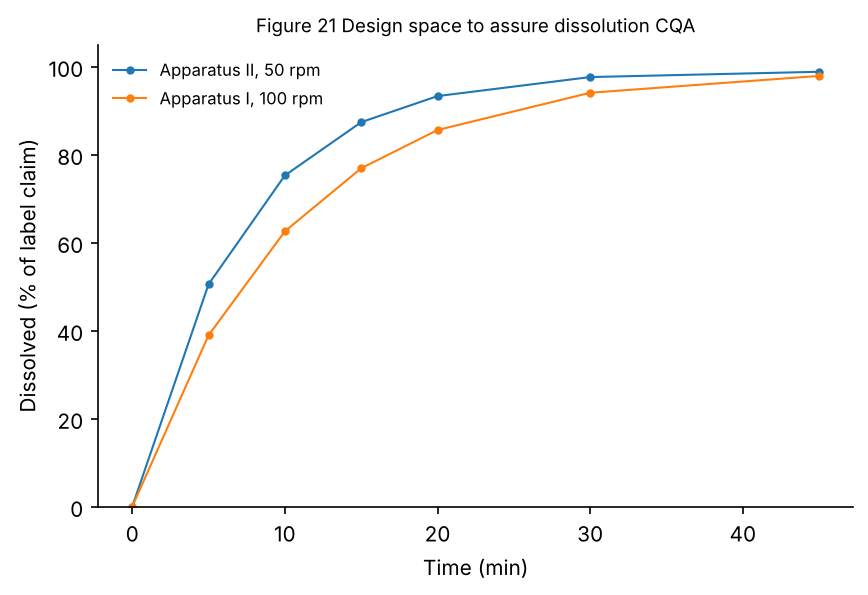 Figure 21 Design space to assure dissolution CQA
Apparatus II, 50 rpm
Apparatus I, 100 rpm
Dissolved (% of label claim)
100
80
60
40
20
0
0 10 20 30 40
Time (min)